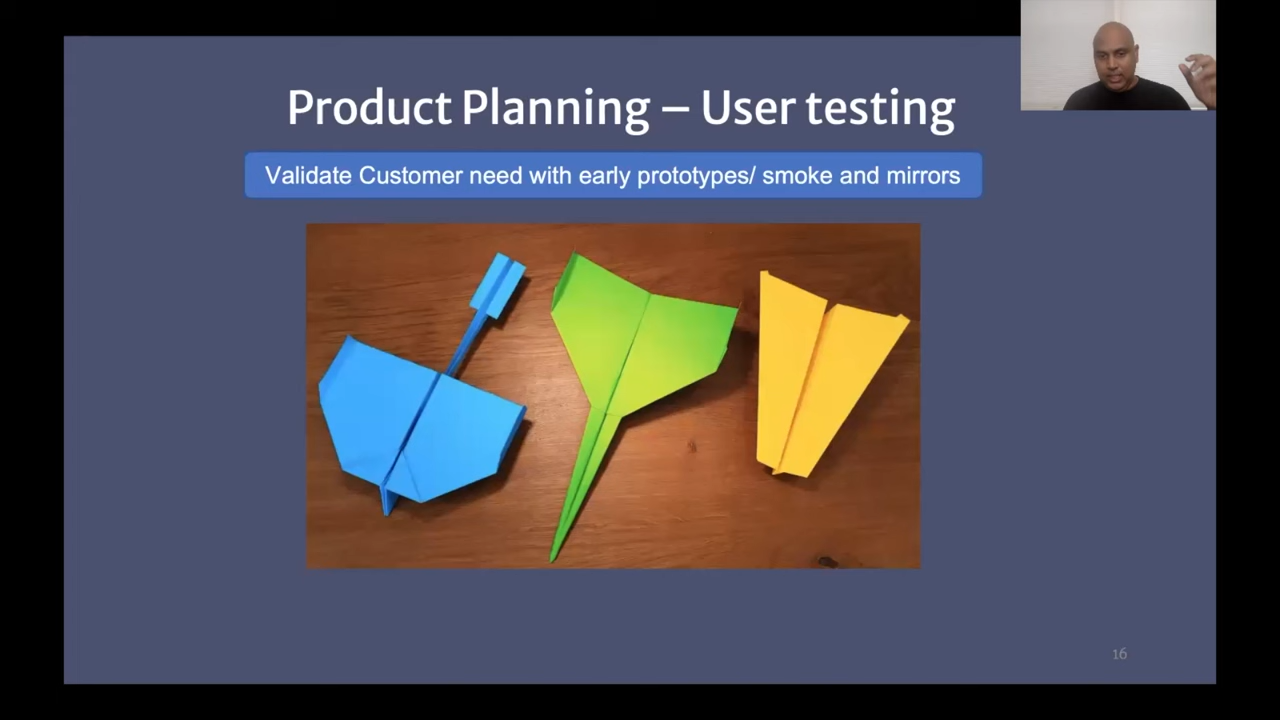 Product Planning – User testing
Validate Customer need with early prototypes/ smoke and mirrors
16